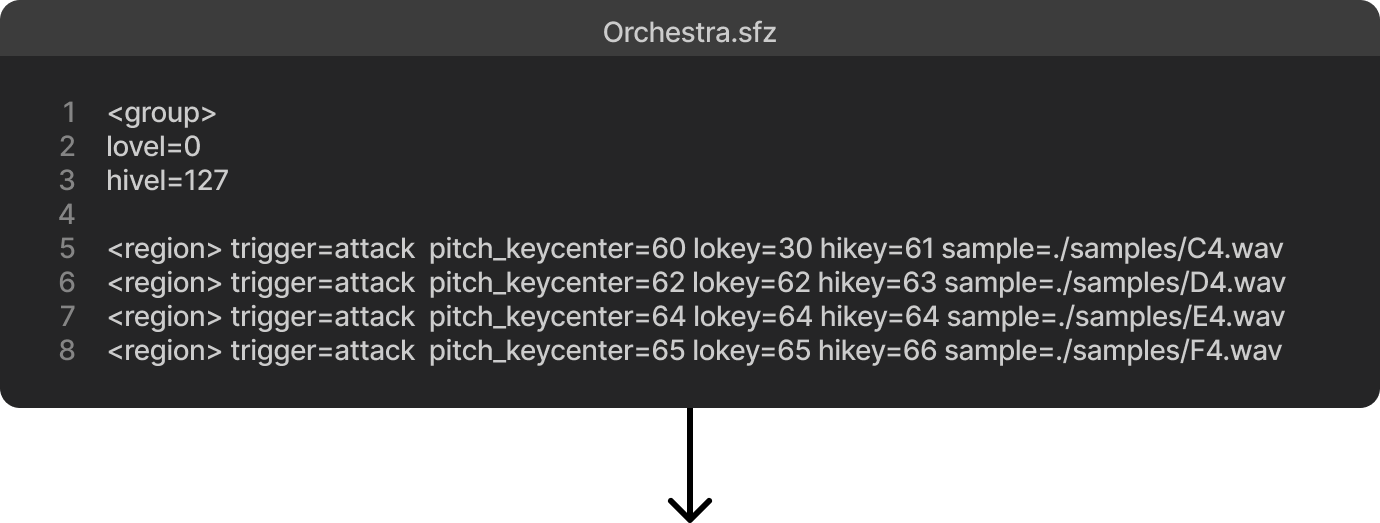 Orchestra.sfz
1 <group>
2 lovel=0
3 hivel=127
4
5 <region> trigger=attack  pitch_keycenter=60 lokey=30 hikey=61 sample=./samples/C4.wav
6 <region> trigger=attack  pitch_keycenter=62 lokey=62 hikey=63 sample=./samples/D4.wav
7 <region> trigger=attack  pitch_keycenter=64 lokey=64 hikey=64 sample=./samples/E4.wav
8 <region> trigger=attack  pitch_keycenter=65 lokey=65 hikey=66 sample=./samples/F4.wav